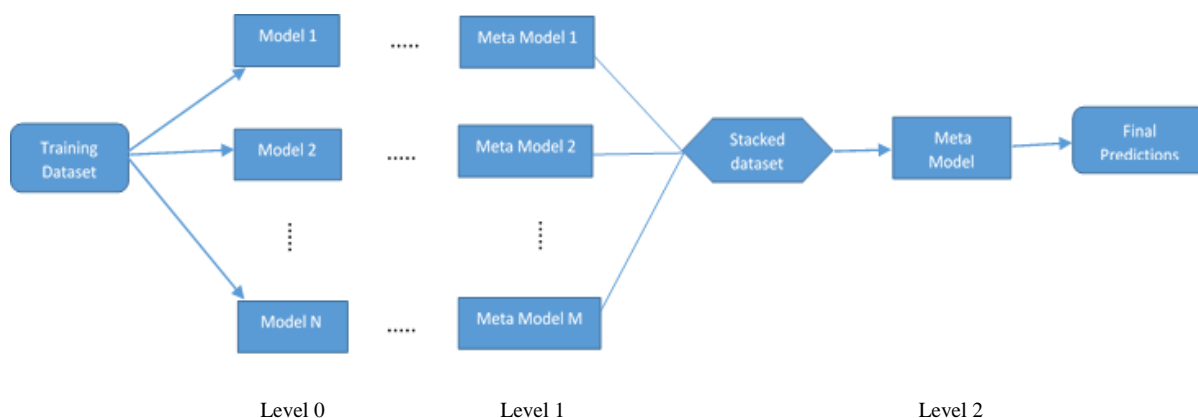 Model 1
.....
Meta Model 1
Training
Dataset
Model 2
.....
Meta Model 2
Stacked
dataset
Meta
Model
Final
Predictions
.....
.....
Model N
.....
Meta Model M
Level 0
Level 1
Level 2